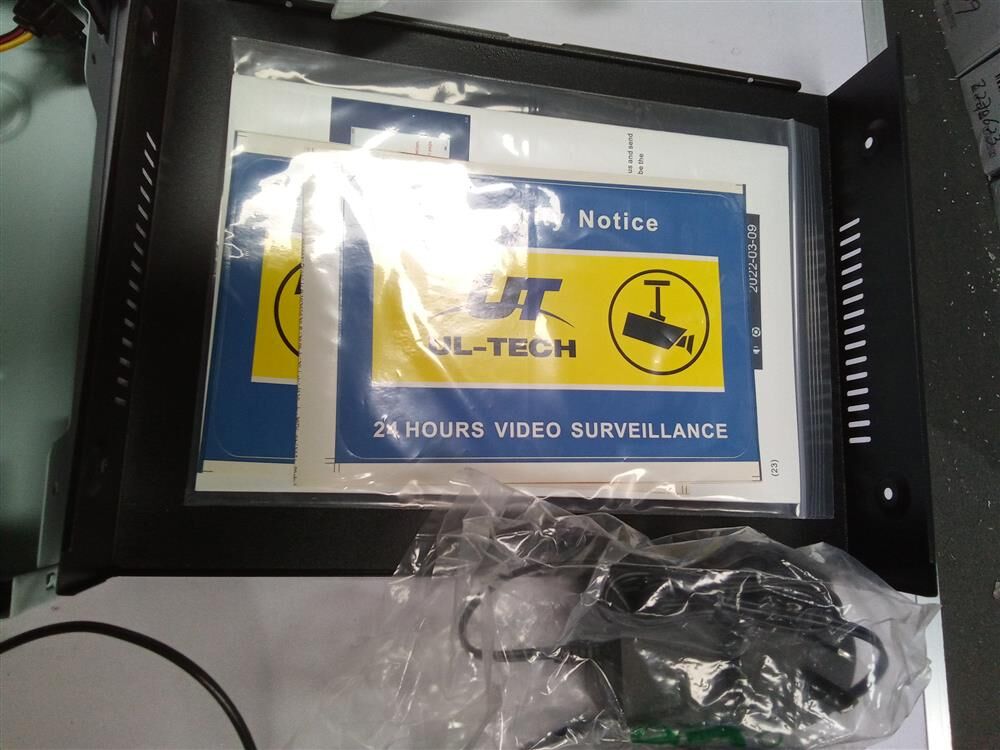 us and send
be the
Notice
2022-03-09
UT
UL-TECH
24 HOURS VIDEO SURVEILLANCE
(23)